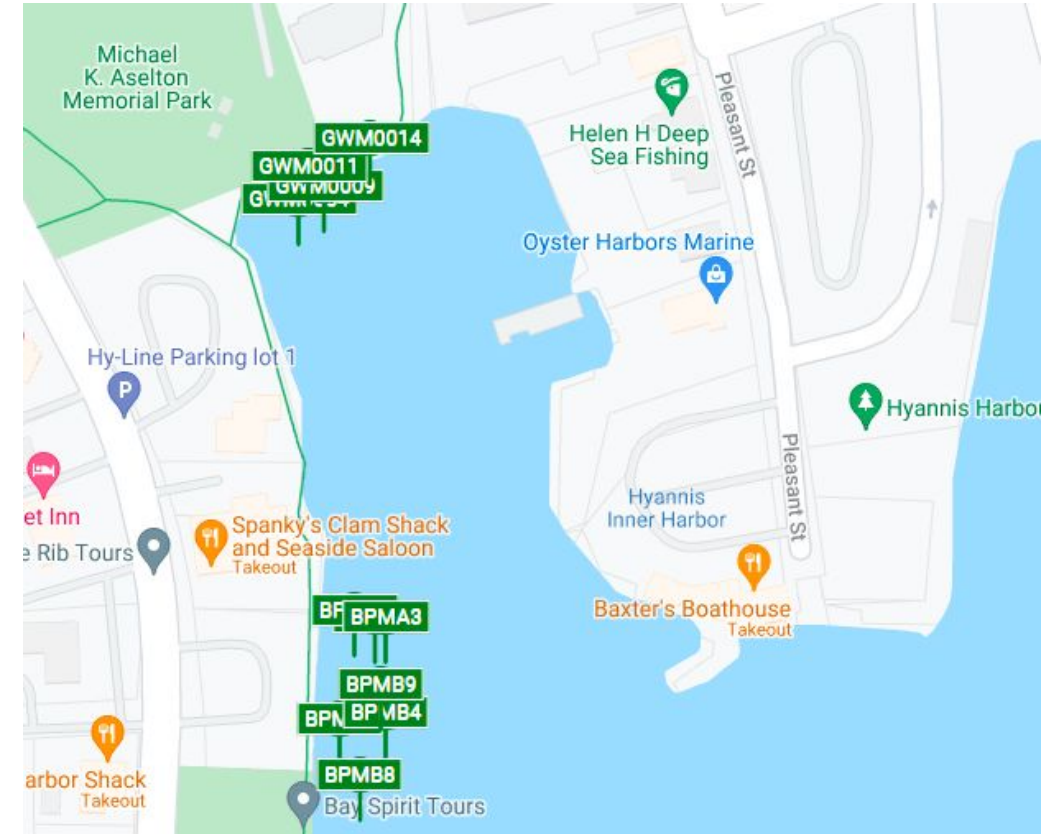 Michael
K. Aselton
Memorial Park
GWM0014
GWM0011
GWM0009
Helen H Deep
Sea Fishing
Pleasant St
Oyster Harbors Marine
Hy-Line Parking lot 1
P
Hyannis Harbou
Pleasant St
et Inn
Hyannis
Inner Harbor
Spanky's Clam Shack
and Seaside Saloon
Takeout
e Rib Tours
Baxter's Boathouse
Takeout
BPMA3
BPMB9
BPMB4
BPMB8
arbor Shack
Takeout
Bay Spirit Tours